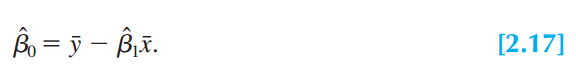 β̂₀ = ȳ − β̂₁x̄. [2.17]